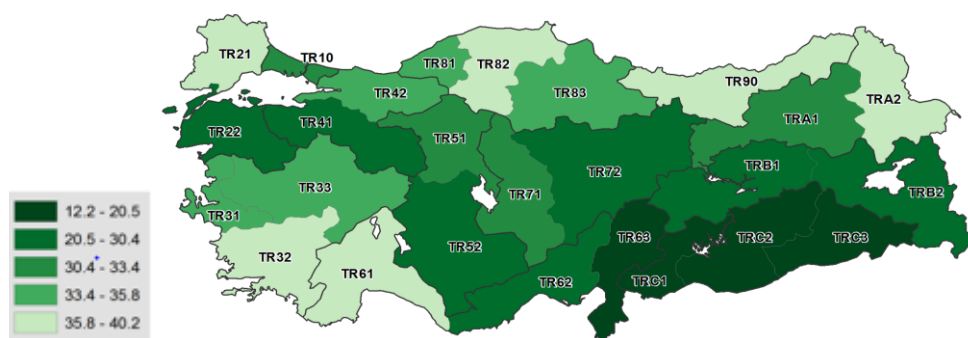 TR21
TR10
TR81
TR82
TR42
TR83
TR90
TRA2
TR22
TR41
TR51
TRA1
TR33
TR71
TR72
TRB1
TRB2
TR31
TR32
TR61
TR52
TR62
TR63
TRC1
TRC2
TRC3
12.2 - 20.5
20.5 - 30.4
30.4 - 33.4
33.4 - 35.8
35.8 - 40.2